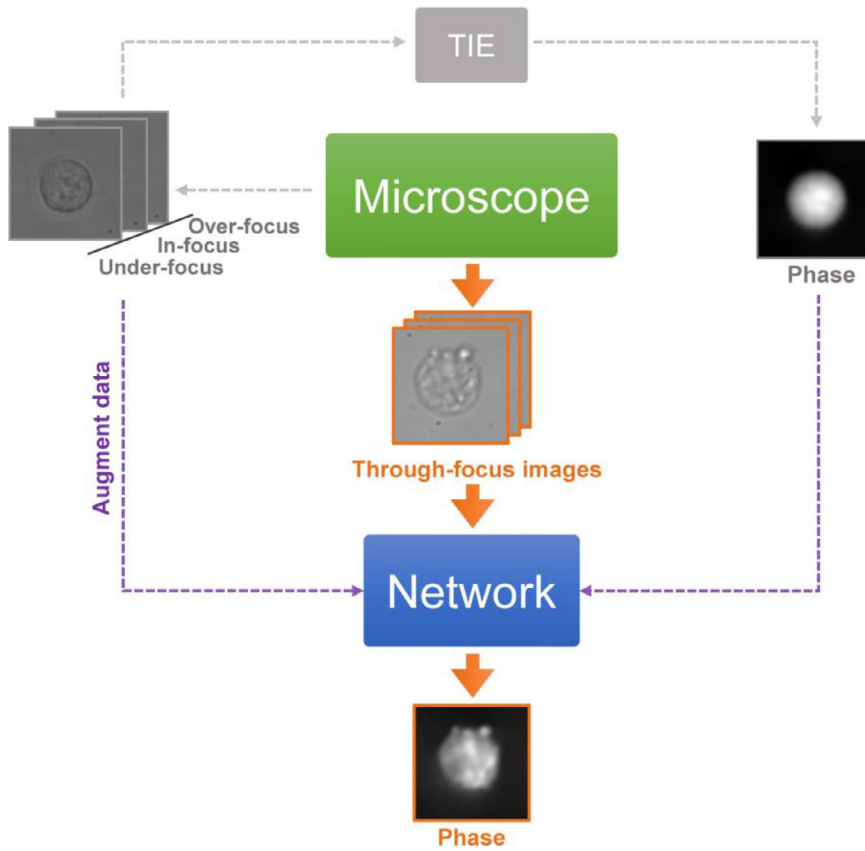 TIE
Microscope
Over-focus
In-focus
Under-focus
Phase
Augment data
Through-focus images
Network
Phase